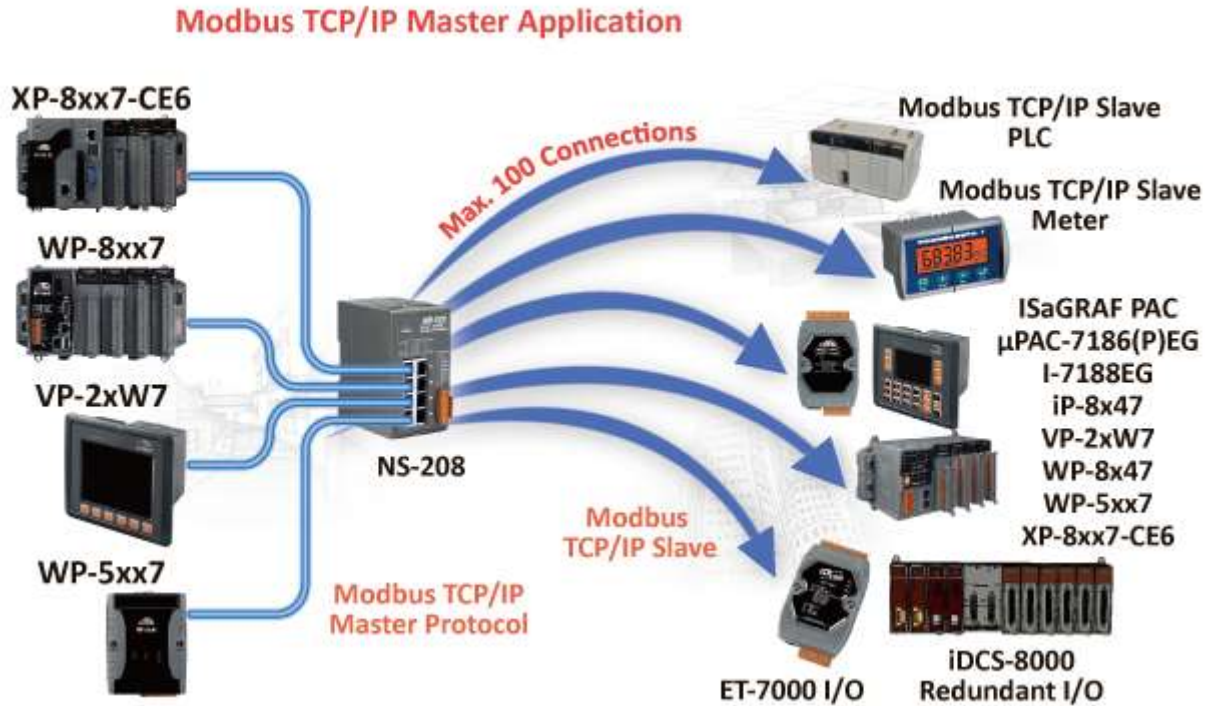 Modbus TCP/IP Master Application
XP-8xx7-CE6
WP-8xx7
VP-2xW7
WP-5xx7
NS-208
Modbus TCP/IP
Master Protocol
Max. 100 Connections
Modbus
TCP/IP Slave
Modbus TCP/IP Slave
PLC
Modbus TCP/IP Slave
Meter
68383
ISaGRAF PAC
µPAC-7186(P)EG
I-7188EG
iP-8x47
VP-2xW7
WP-8x47
WP-5xx7
XP-8xx7-CE6
ET-7000 I/O
iDCS-8000
Redundant I/O